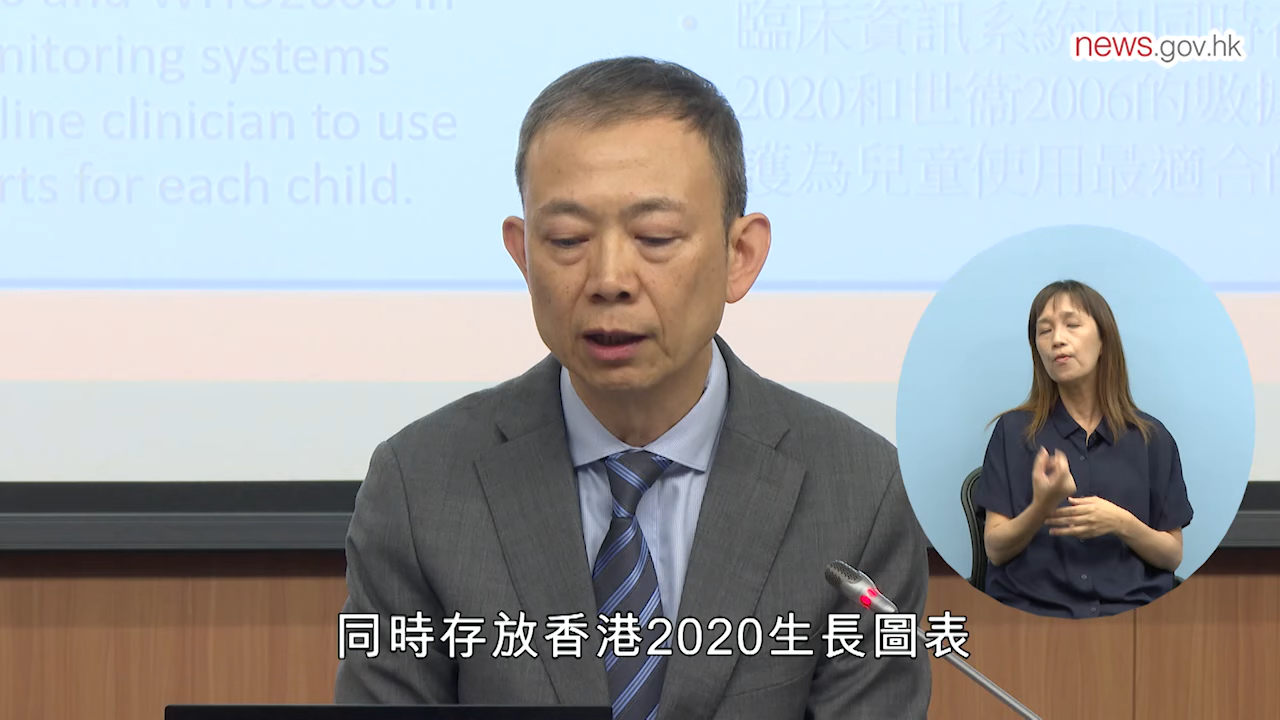 and WHO2006 in
nitoring systems
line clinician to use
rts for each child.
• 臨床資訊系統內同時
2020和世衞2006的數據
護為兒童使用最適合的
news.gov.hk
同時存放香港2020生長圖表